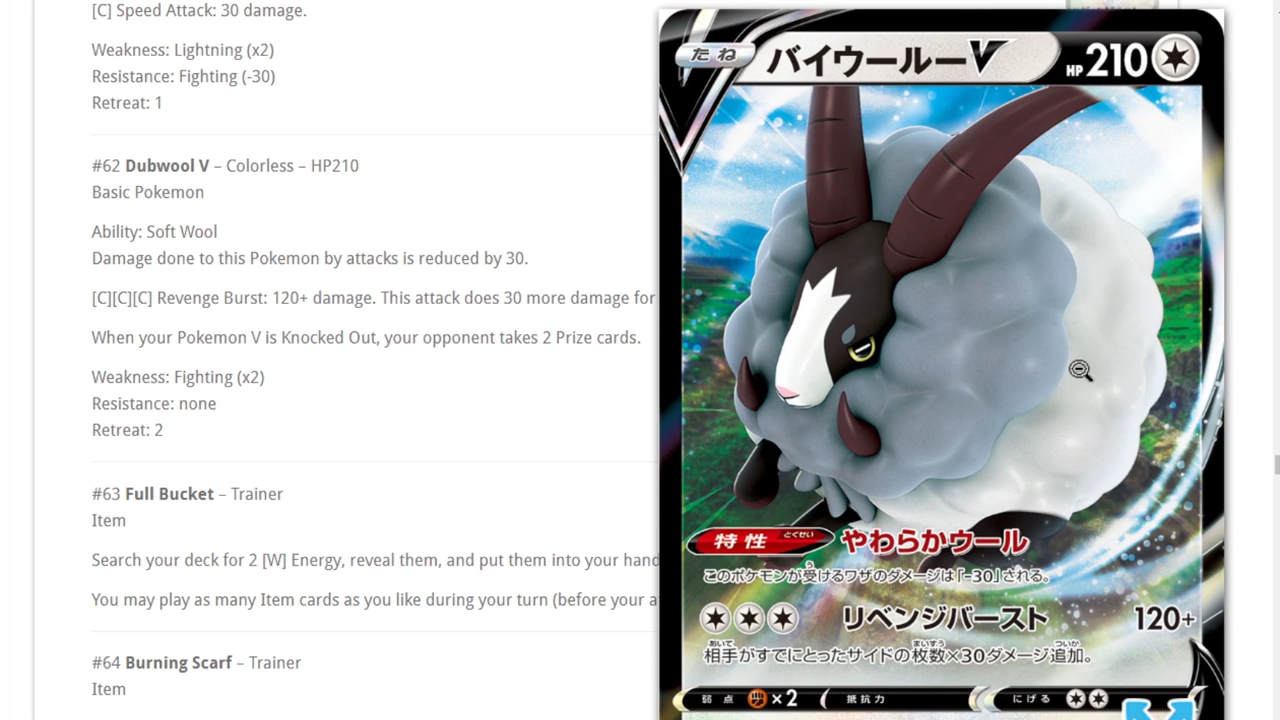 [C] Speed Attack: 30 damage.
Weakness: Lightning (x2)
Resistance: Fighting (-30)
Retreat: 1
#62 Dubwool V – Colorless – HP210
Basic Pokemon
Ability: Soft Wool
Damage done to this Pokemon by attacks is reduced by 30.
[C][C][C] Revenge Burst: 120+ damage. This attack does 30 more damage for
When your Pokemon V is Knocked Out, your opponent takes 2 Prize cards.
Weakness: Fighting (x2)
Resistance: none
Retreat: 2
#63 Full Bucket – Trainer
Item
Search your deck for 2 [W] Energy, reveal them, and put them into your hand
You may play as many Item cards as you like during your turn (before your a
#64 Burning Scarf – Trainer
Item
たね バイウールーV HP 210
特性 とくせい やわらかウール
このポケモンが受けるワザのダメージは「-30」される。
リベンジバースト 120+
相手がすでにとったサイドの枚数×30ダメージ追加。
弱点 ×2 抵抗力 にげる